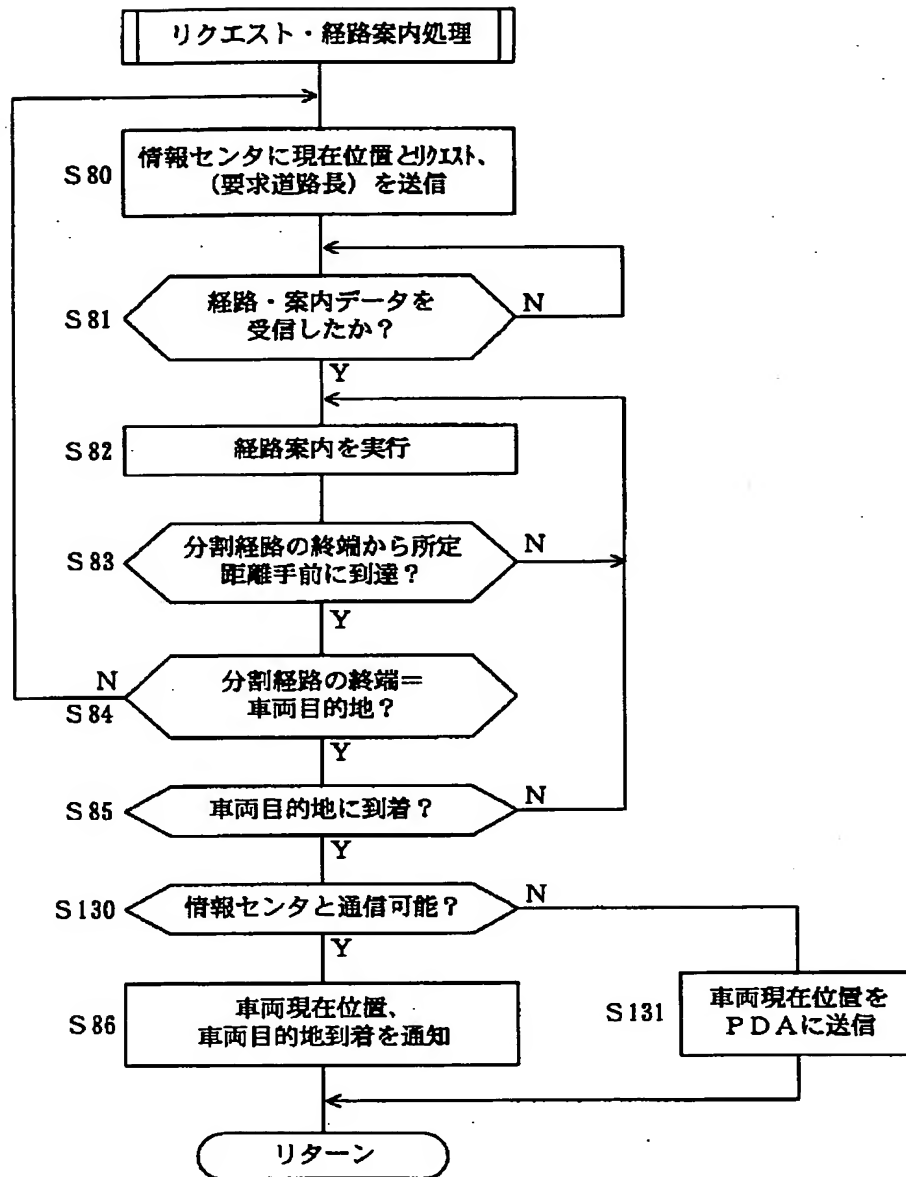 リクエスト・経路案内処理
S80
情報センタに現在位置とリクエスト、
（要求道路長）を送信
S81
経路・案内データを
受信したか？
N
Y
S82
経路案内を実行
S83
分割経路の終端から所定
距離手前に到達？
N
Y
N
S84
分割経路の終端＝
車両目的地？
Y
S85
車両目的地に到着？
N
Y
S130
情報センタと通信可能？
N
Y
S86
車両現在位置、
車両目的地到着を通知
S131
車両現在位置を
ＰＤＡに送信
リターン